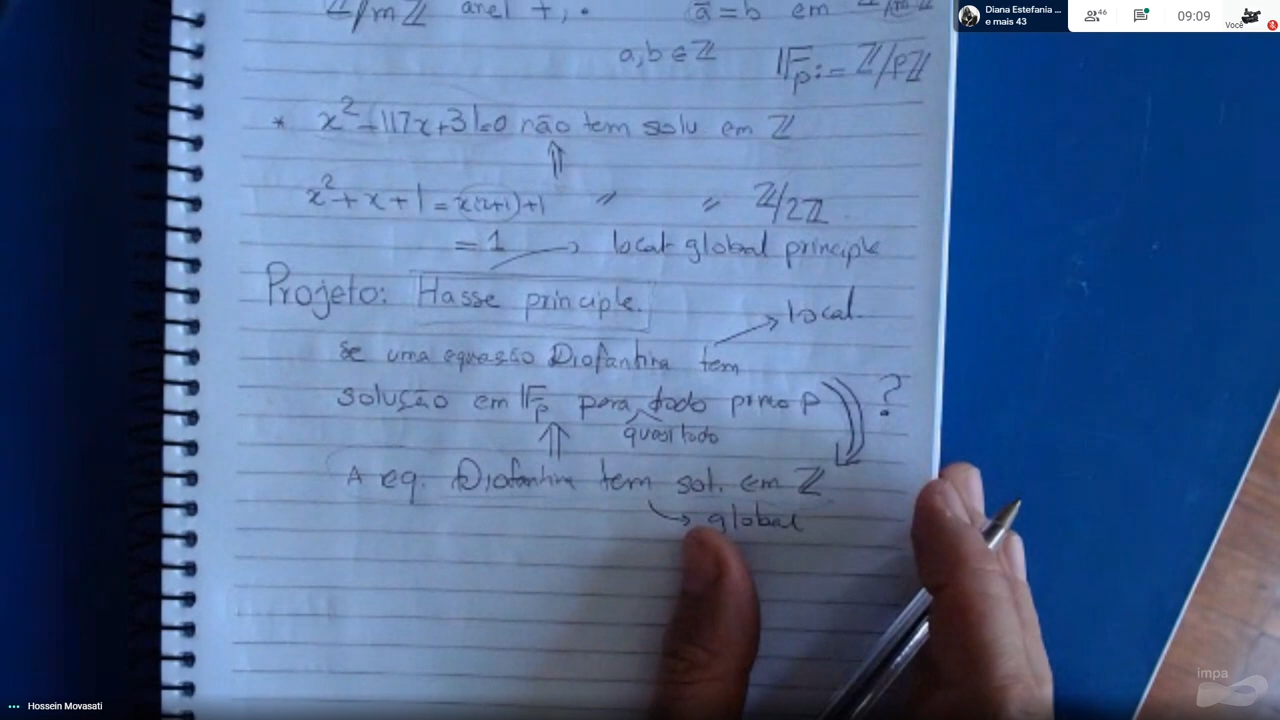 Z/mZ anel +, · ā = b em
a, b ∈ Z
F_p := Z/pZ
* x² - 117x + 31 = 0 não tem solu em Z
⇑
x² + x + 1 = x(x+1) + 1 〃 〃 Z/2Z
= 1 → local-global principle
Projeto: Hasse principle.
→ local
Se uma equação Diofantina tem
solução em F_p para todo primo p ?
quasi todo
⇑
A eq. Diofantina tem sol. em Z
→ global
Diana Estefania ...
e mais 43
46
09:09
Você
impa
Hossein Movasati